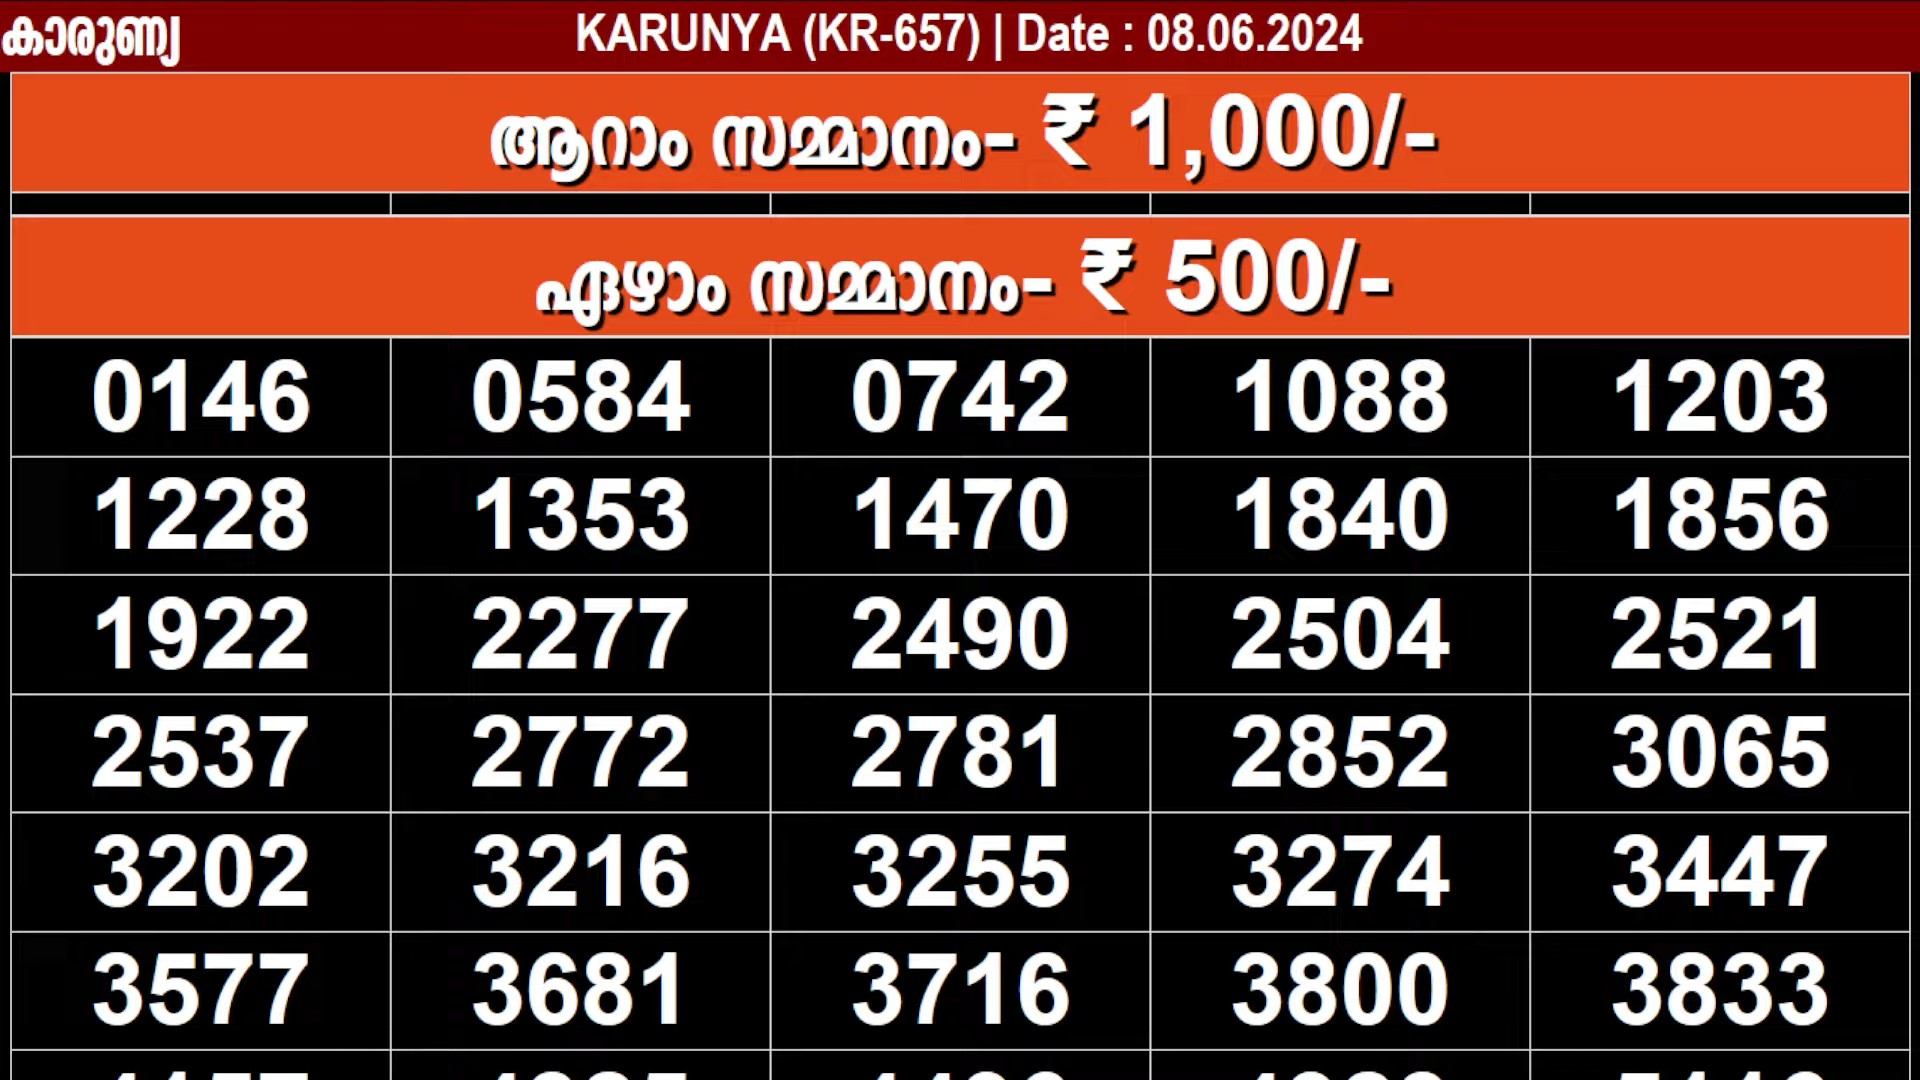 കാരുണ്യ KARUNYA (KR-657) | Date : 08.06.2024
ആറാം സമ്മാനം- ₹ 1,000/-
ഏഴാം സമ്മാനം- ₹ 500/-
0146 0584 0742 1088 1203
1228 1353 1470 1840 1856
1922 2277 2490 2504 2521
2537 2772 2781 2852 3065
3202 3216 3255 3274 3447
3577 3681 3716 3800 3833